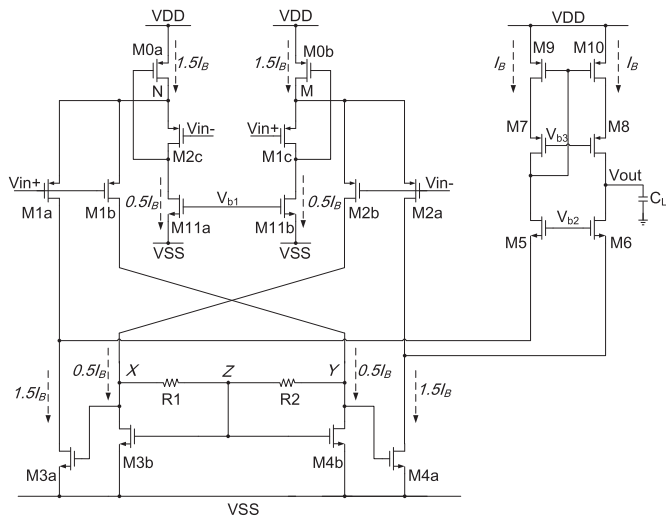 VDD VDD VDD
M0a 1.5I_B 1.5I_B M0b
M9 M10
I_B I_B
N M
Vin- Vin+
M2c M1c
M7 V_b3 M8
Vin+ Vin-
M1a M1b 0.5I_B V_b1 0.5I_B M2b M2a
Vout
C_L
M11a M11b
VSS VSS
V_b2
M5 M6
X Z Y
0.5I_B 0.5I_B
1.5I_B 1.5I_B
R1 R2
M3a M3b M4b M4a
VSS